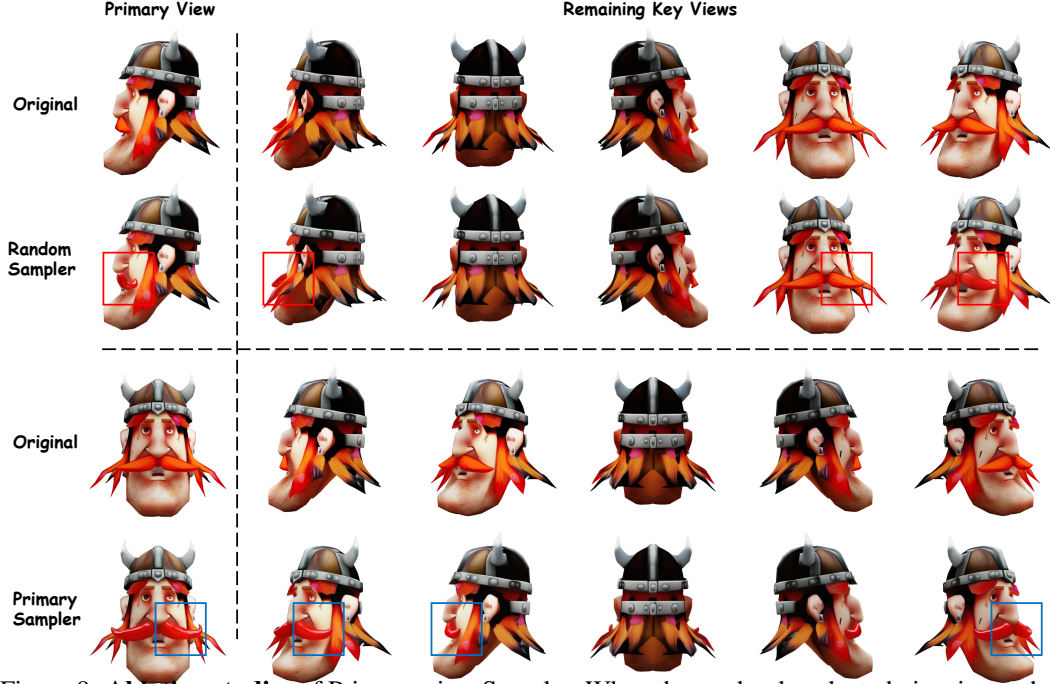 Primary View
Remaining Key Views
Original
Random
Sampler
Original
Primary
Sampler